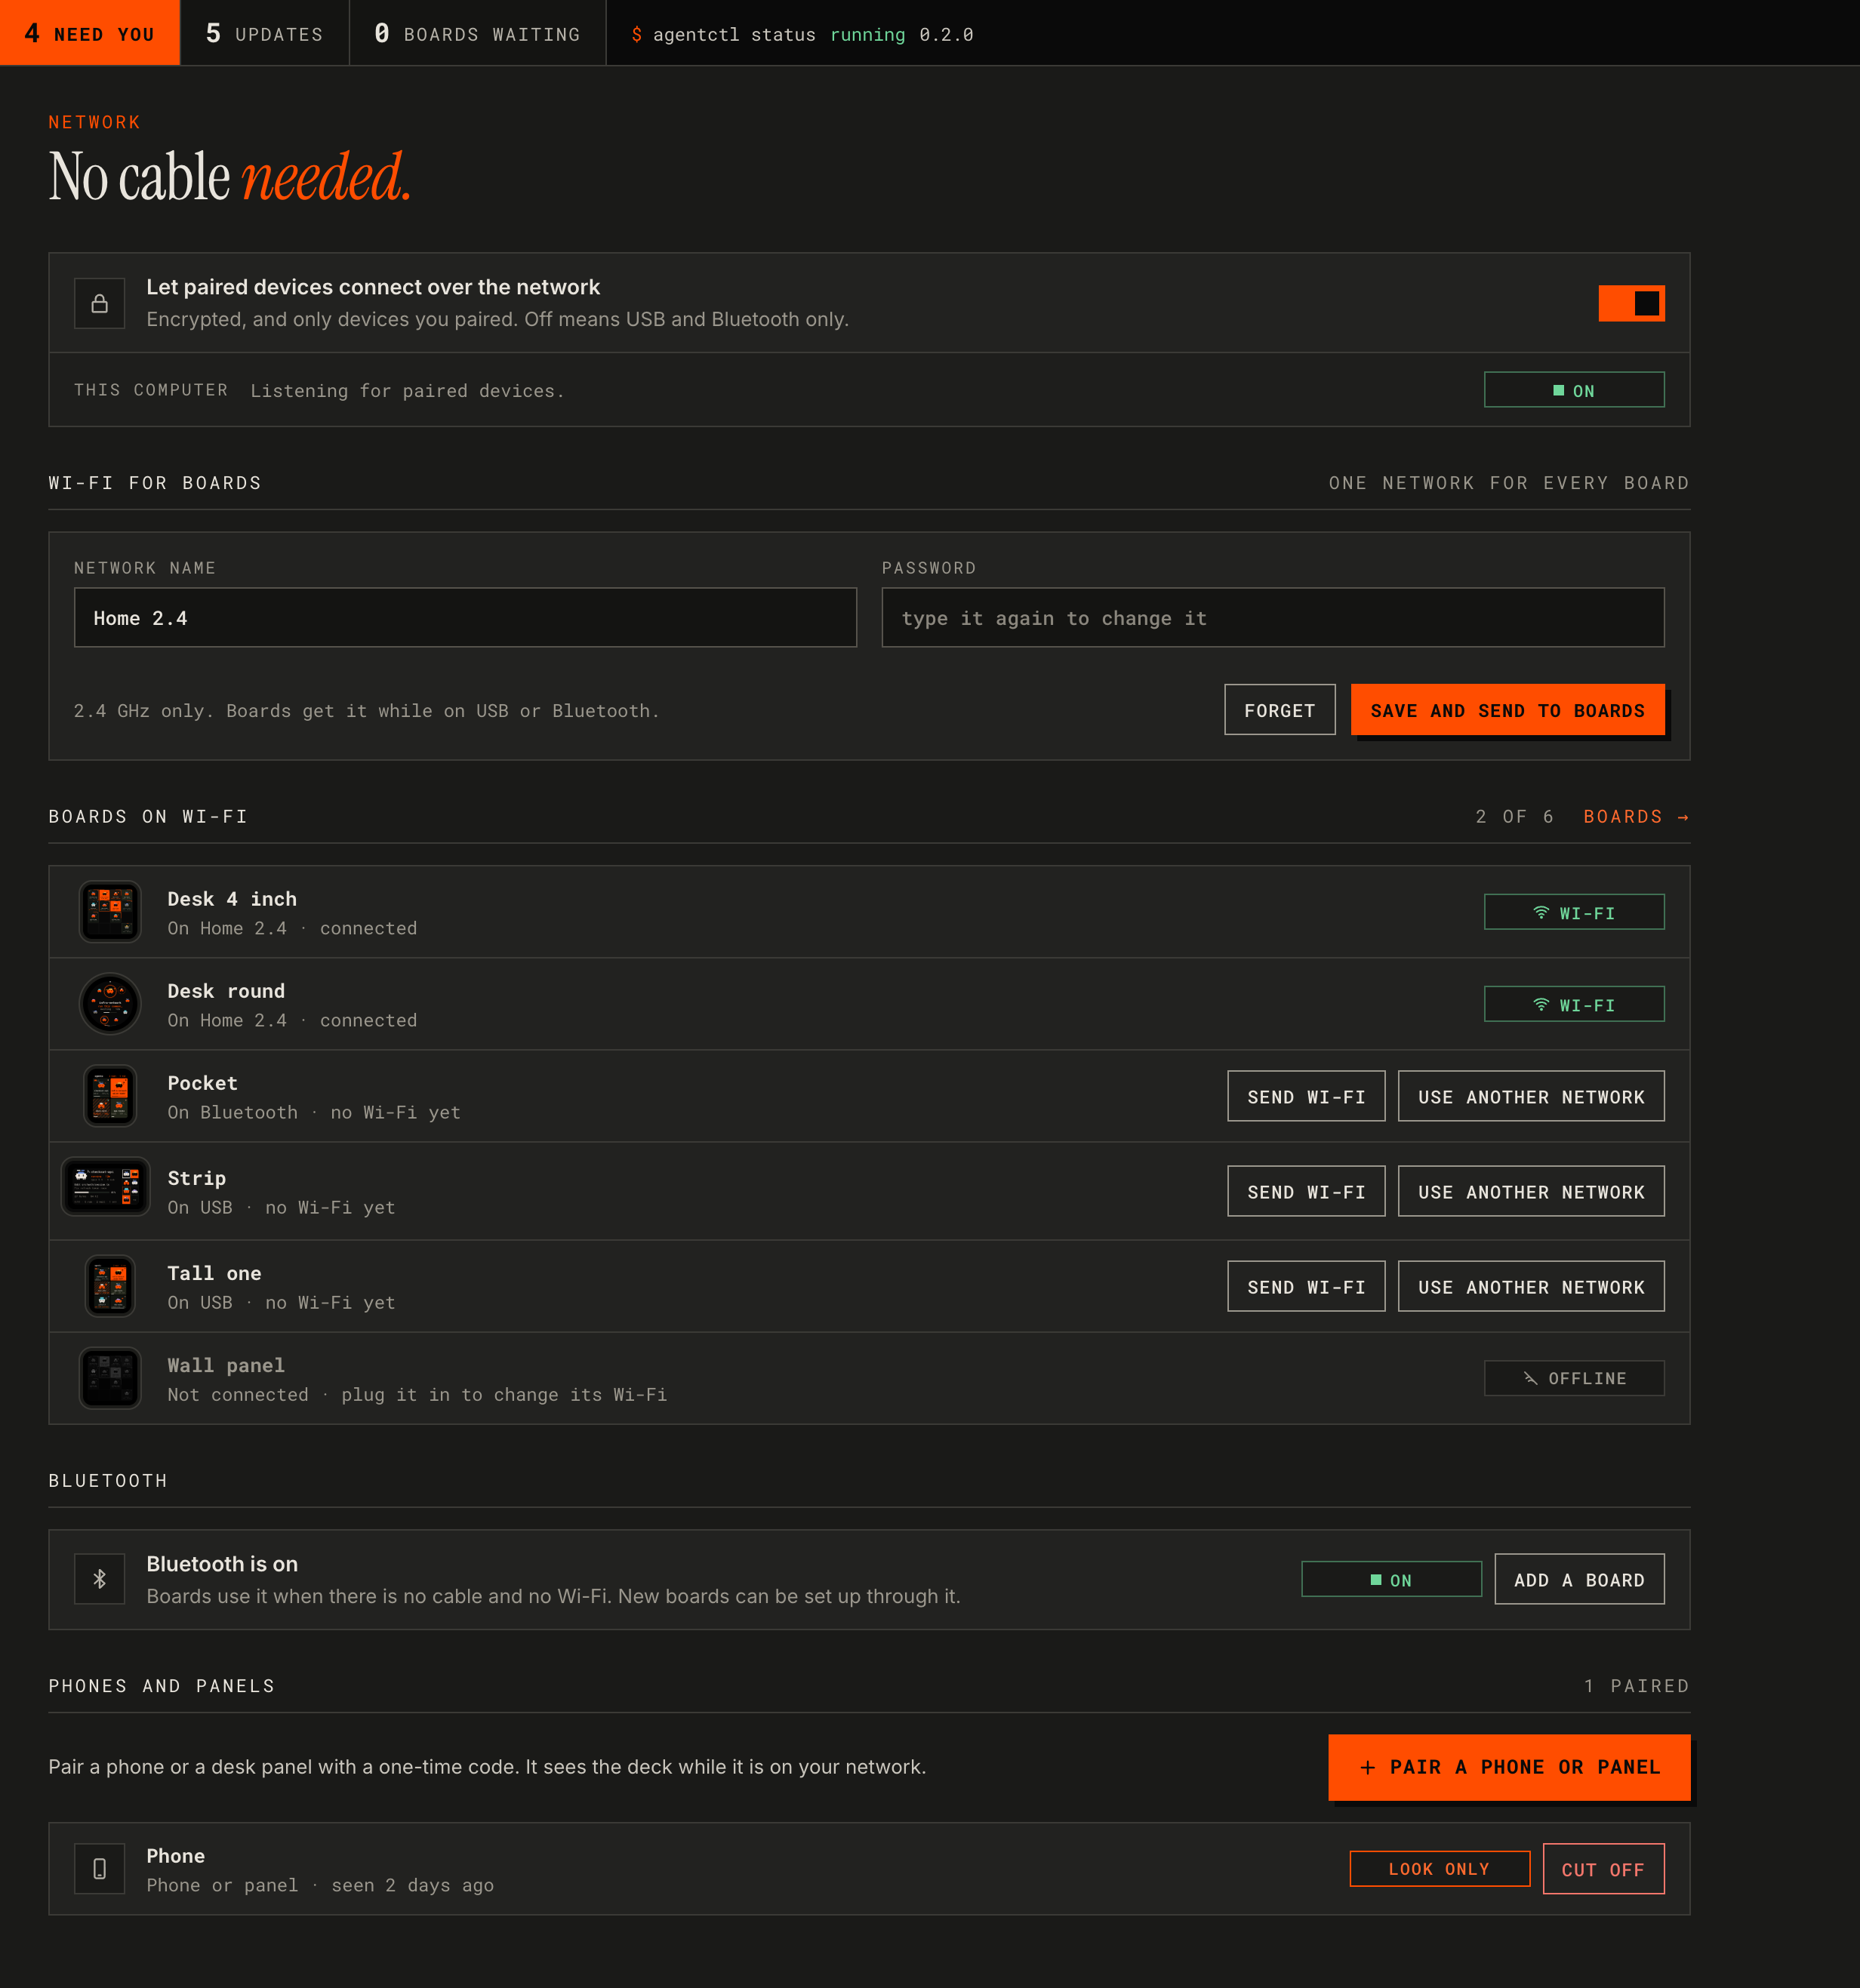 4 NEED YOU
5 UPDATES
0 BOARDS WAITING
$ agentctl status running 0.2.0
NETWORK
No cable needed.
Let paired devices connect over the network
Encrypted, and only devices you paired. Off means USB and Bluetooth only.
THIS COMPUTER Listening for paired devices.
ON
WI-FI FOR BOARDS
ONE NETWORK FOR EVERY BOARD
NETWORK NAME
PASSWORD
Home 2.4
type it again to change it
2.4 GHz only. Boards get it while on USB or Bluetooth.
FORGET
SAVE AND SEND TO BOARDS
BOARDS ON WI-FI
2 OF 6 BOARDS →
Desk 4 inch
On Home 2.4 · connected
WI-FI
Desk round
On Home 2.4 · connected
WI-FI
Pocket
On Bluetooth · no Wi-Fi yet
SEND WI-FI
USE ANOTHER NETWORK
Strip
On USB · no Wi-Fi yet
SEND WI-FI
USE ANOTHER NETWORK
Tall one
On USB · no Wi-Fi yet
SEND WI-FI
USE ANOTHER NETWORK
Wall panel
Not connected · plug it in to change its Wi-Fi
OFFLINE
BLUETOOTH
Bluetooth is on
Boards use it when there is no cable and no Wi-Fi. New boards can be set up through it.
ON
ADD A BOARD
PHONES AND PANELS
1 PAIRED
Pair a phone or a desk panel with a one-time code. It sees the deck while it is on your network.
+ PAIR A PHONE OR PANEL
Phone
Phone or panel · seen 2 days ago
LOOK ONLY
CUT OFF